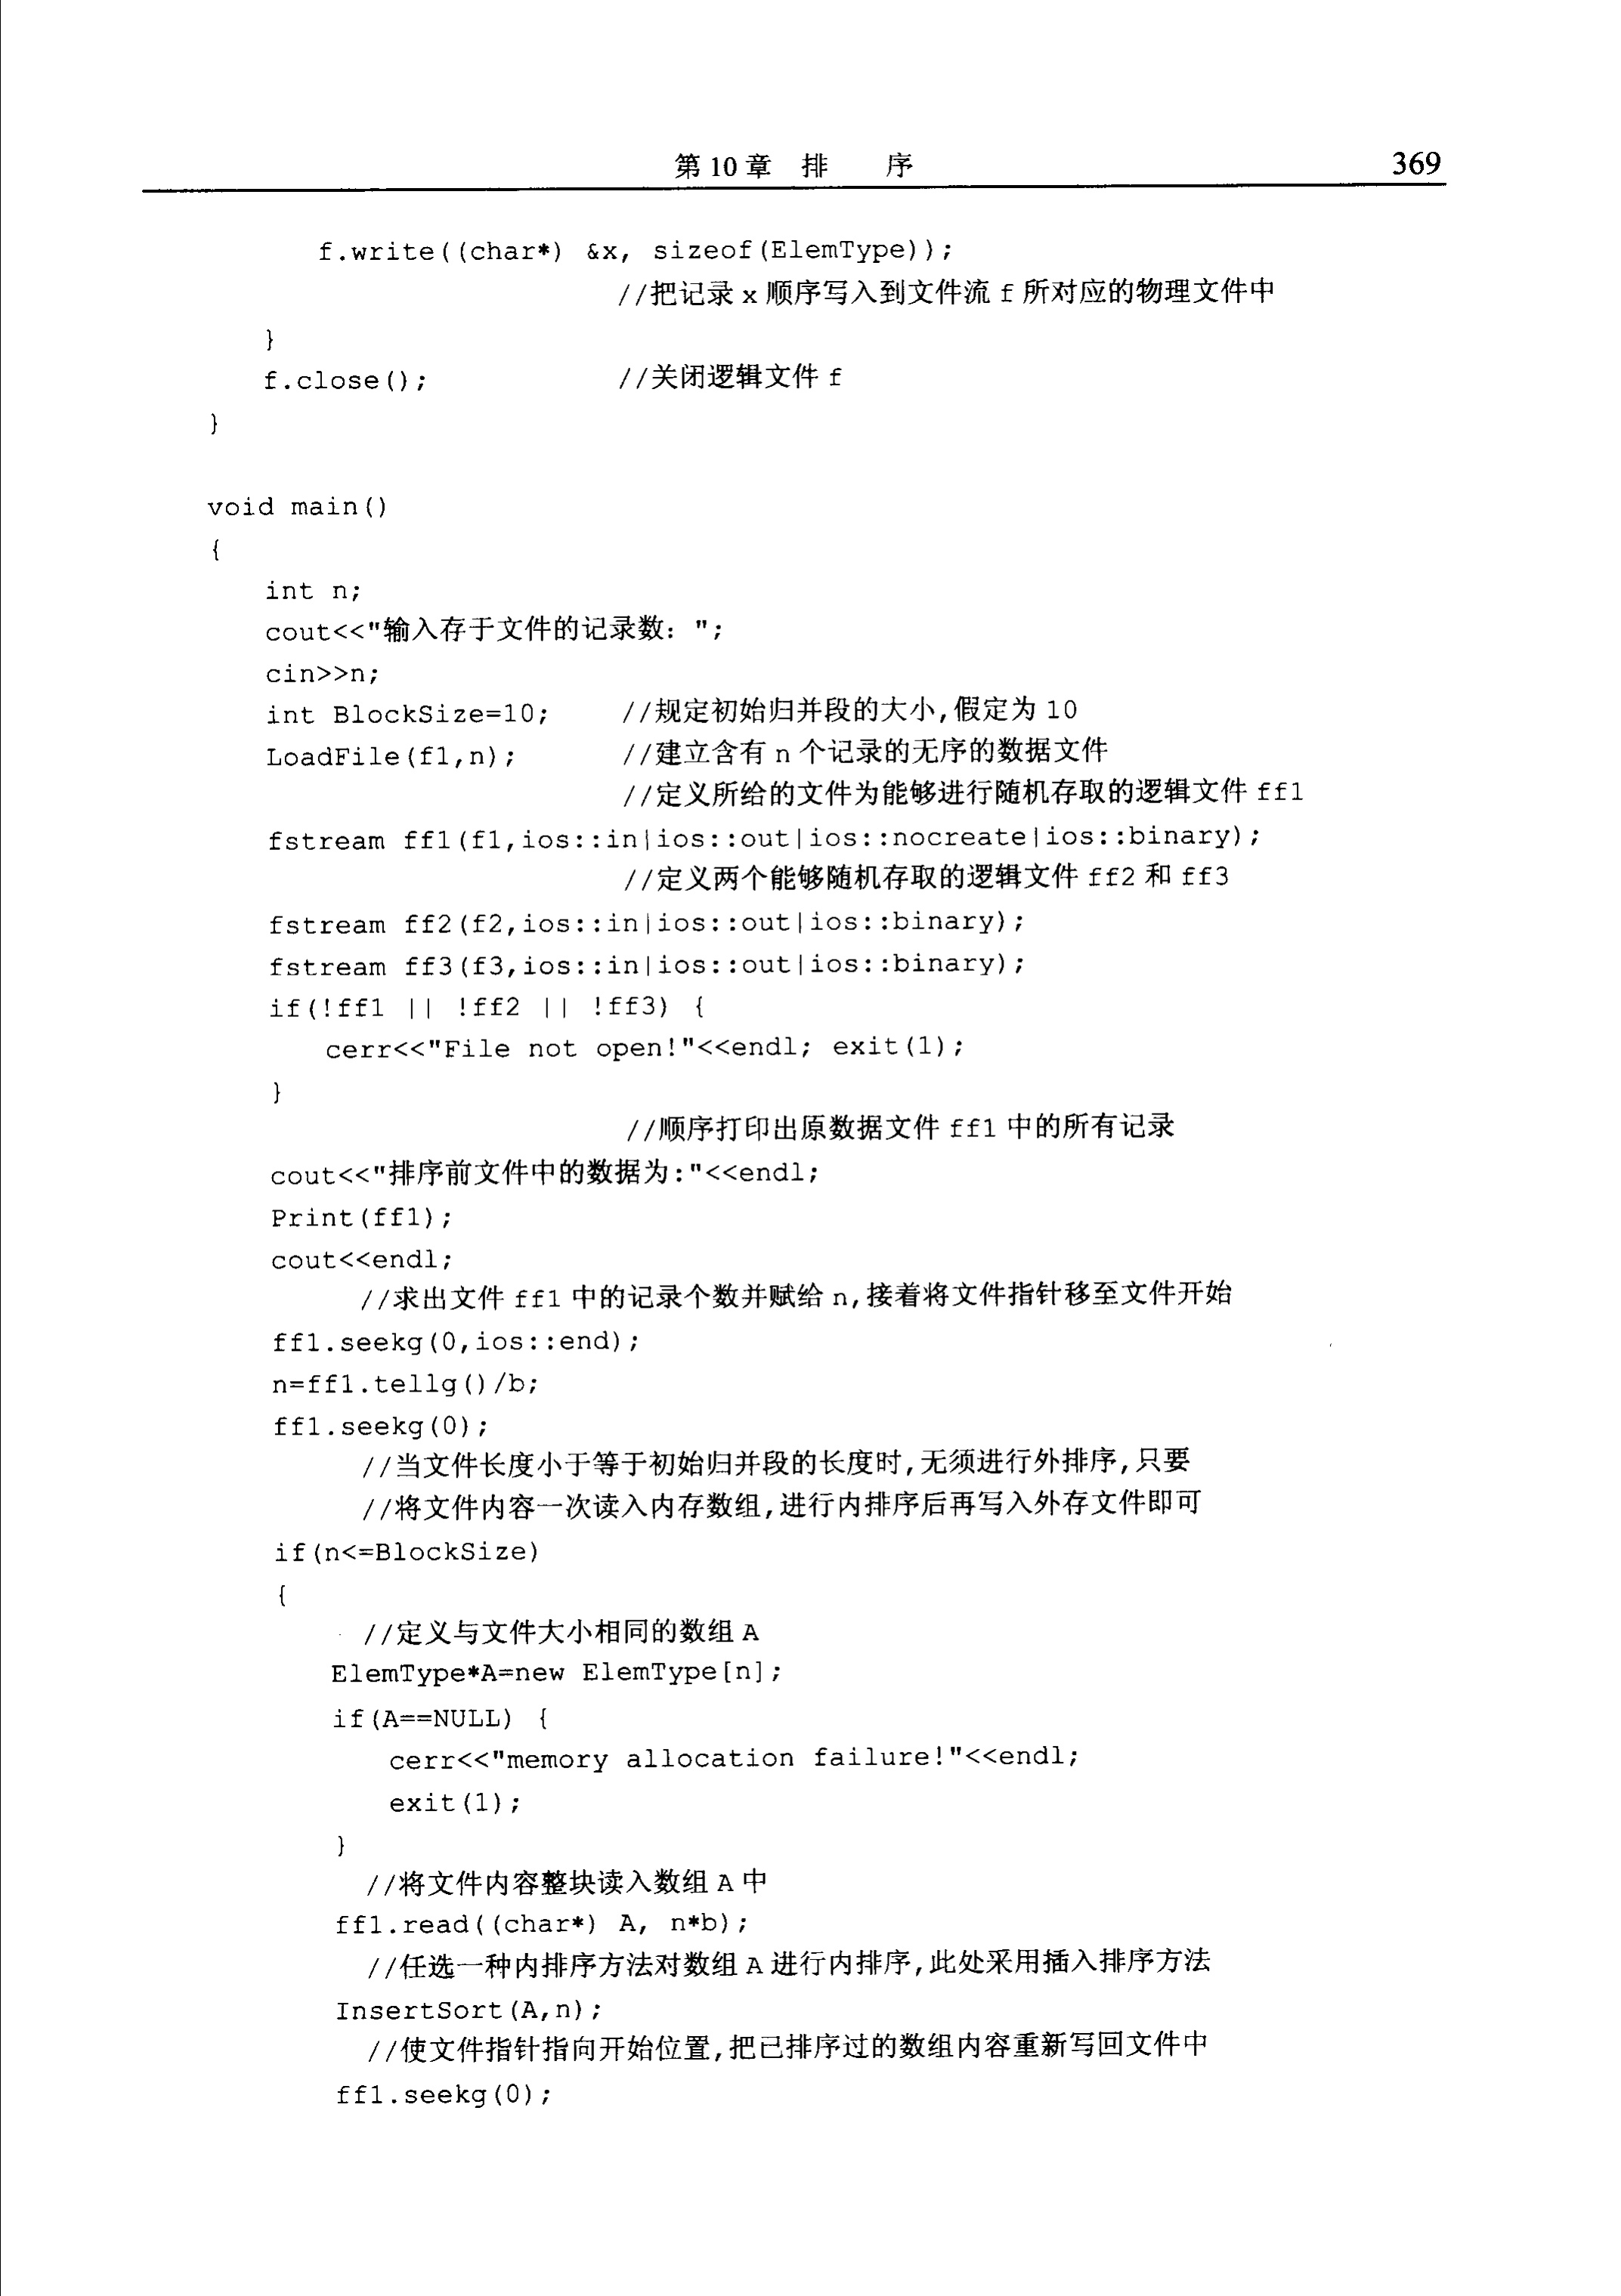 第 10 章 排 序 369
f.write((char*) &x, sizeof(ElemType));
//把记录 x 顺序写入到文件流 f 所对应的物理文件中
}
f.close(); //关闭逻辑文件 f
}
void main()
{
int n;
cout<<"输入存于文件的记录数: ";
cin>>n;
int BlockSize=10; //规定初始归并段的大小,假定为 10
LoadFile(f1,n); //建立含有 n 个记录的无序的数据文件
//定义所给的文件为能够进行随机存取的逻辑文件 ff1
fstream ff1(f1,ios::in|ios::out|ios::nocreate|ios::binary);
//定义两个能够随机存取的逻辑文件 ff2 和 ff3
fstream ff2(f2,ios::in|ios::out|ios::binary);
fstream ff3(f3,ios::in|ios::out|ios::binary);
if(!ff1 || !ff2 || !ff3) {
cerr<<"File not open!"<<endl; exit(1);
}
//顺序打印出原数据文件 ff1 中的所有记录
cout<<"排序前文件中的数据为:"<<endl;
Print(ff1);
cout<<endl;
//求出文件 ff1 中的记录个数并赋给 n,接着将文件指针移至文件开始
ff1.seekg(0,ios::end);
n=ff1.tellg()/b;
ff1.seekg(0);
//当文件长度小于等于初始归并段的长度时,无须进行外排序,只要
//将文件内容一次读入内存数组,进行内排序后再写入外存文件即可
if(n<=BlockSize)
{
//定义与文件大小相同的数组 A
ElemType*A=new ElemType[n];
if(A==NULL) {
cerr<<"memory allocation failure!"<<endl;
exit(1);
}
//将文件内容整块读入数组 A 中
ff1.read((char*) A, n*b);
//任选一种内排序方法对数组 A 进行内排序,此处采用插入排序方法
InsertSort(A,n);
//使文件指针指向开始位置,把已排序过的数组内容重新写回文件中
ff1.seekg(0);